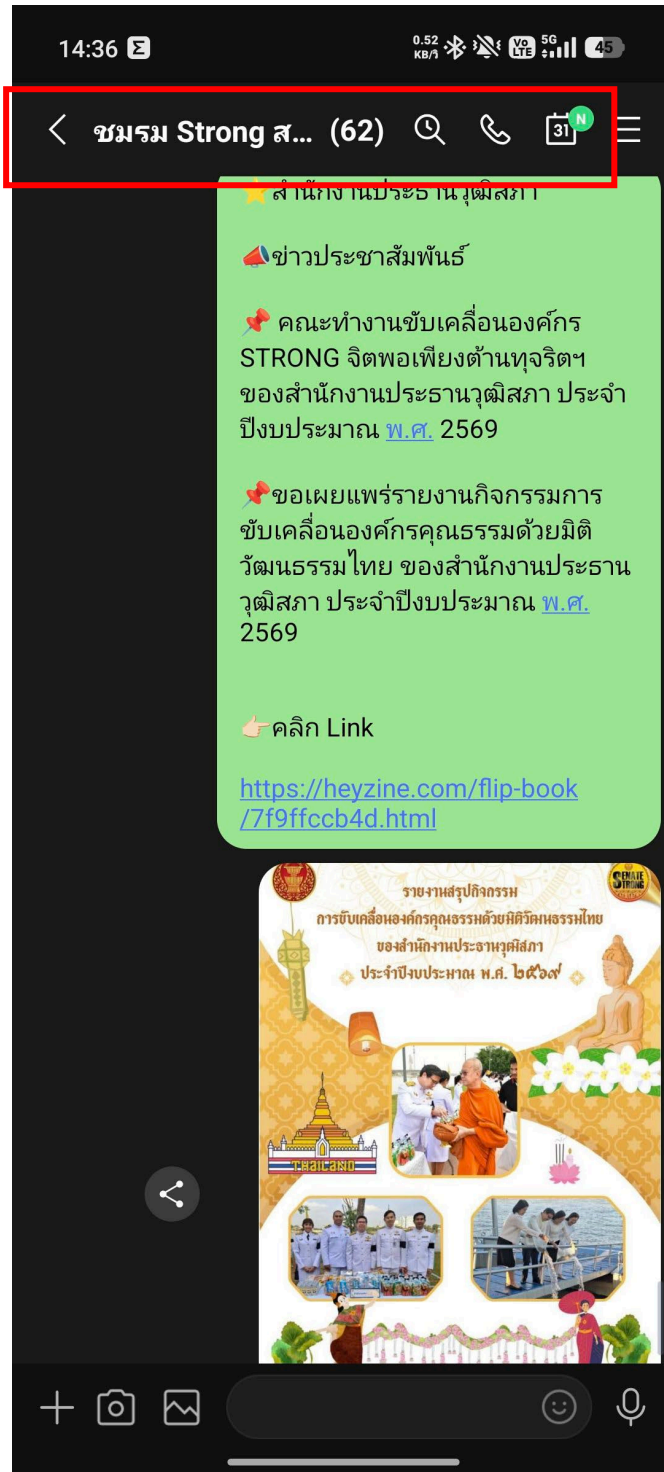 14:36
0.52 KB/วิ VO LTE 5G 45
ชมรม Strong ส... (62) 31 N
⭐สำนักงานประธานวุฒิสภา
📣ข่าวประชาสัมพันธ์
📌 คณะทำงานขับเคลื่อนองค์กร
STRONG จิตพอเพียงต้านทุจริตฯ
ของสำนักงานประธานวุฒิสภา ประจำ
ปีงบประมาณ พ.ศ. 2569
📌ขอเผยแพร่รายงานกิจกรรมการ
ขับเคลื่อนองค์กรคุณธรรมด้วยมิติ
วัฒนธรรมไทย ของสำนักงานประธาน
วุฒิสภา ประจำปีงบประมาณ พ.ศ.
2569
👉🏻คลิก Link
https://heyzine.com/flip-book
/7f9ffccb4d.html
SENATE
STRONG
รายงานสรุปกิจกรรม
การขับเคลื่อนองค์กรคุณธรรมด้วยมิติวัฒนธรรมไทย
ของสำนักงานประธานวุฒิสภา
ประจำปีงบประมาณ พ.ศ. ๒๕๖๙
THAILAND